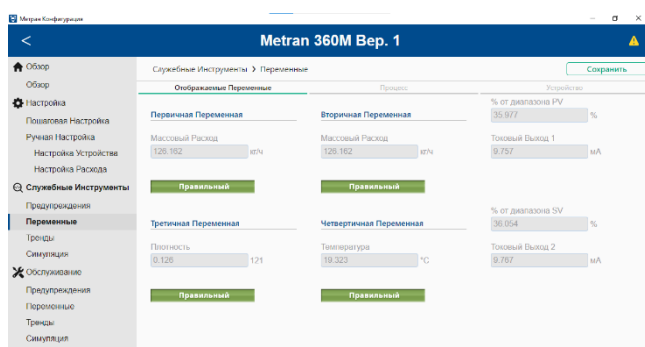 Метран Конфигурация
Metran 360M Вер. 1
Обзор
Обзор
Настройка
Пошаговая Настройка
Ручная Настройка
Настройка Устройства
Настройка Расхода
Служебные Инструменты
Предупреждения
Переменные
Тренды
Симуляция
Обслуживание
Предупреждения
Переменные
Тренды
Симуляция
Служебные Инструменты > Переменные
Сохранить
Отображаемые Переменные
Процесс
Устройство
Первичная Переменная
Массовый Расход
126.162 кг/ч
Правильный
Вторичная Переменная
Массовый Расход
126.162 кг/ч
Правильный
% от диапазона PV
35.977 %
Токовый Выход 1
9.757 мА
Третичная Переменная
Плотность
0.126 121
Правильный
Четвертичная Переменная
Температура
19.323 °C
Правильный
% от диапазона SV
36.054 %
Токовый Выход 2
9.767 мА